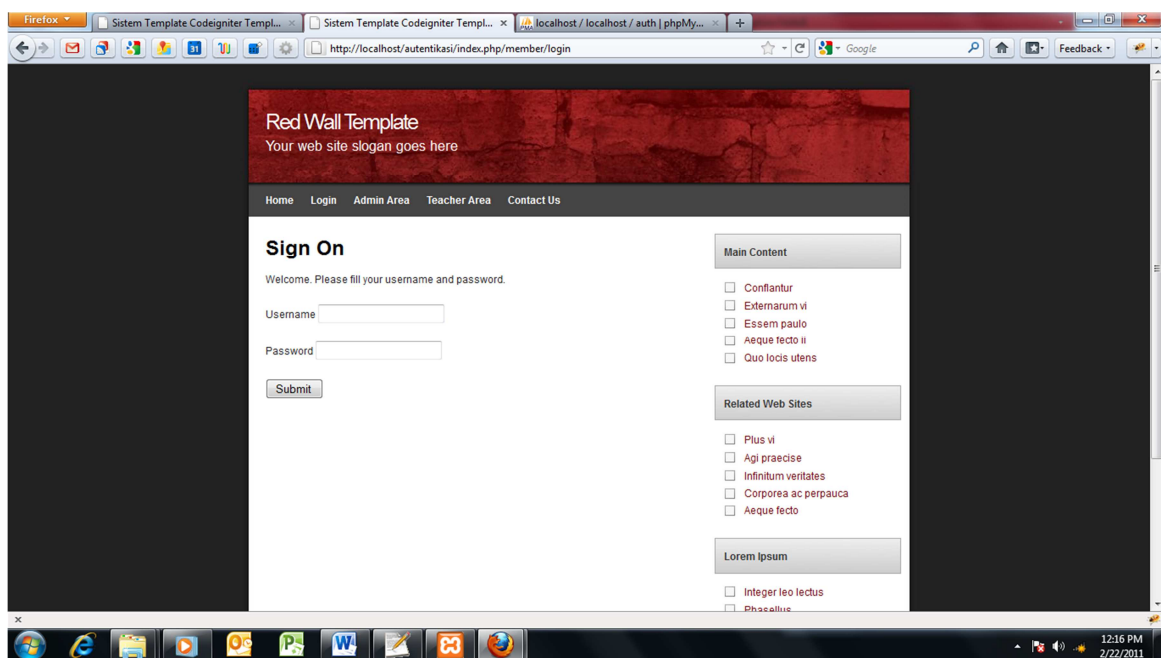 Firefox
Sistem Template Codeigniter Templ...
Sistem Template Codeigniter Templ...
localhost / localhost / auth | phpMy...
http://localhost/autentikasi/index.php/member/login
Google
Feedback
Red Wall Template
Your web site slogan goes here
Home Login Admin Area Teacher Area Contact Us
Sign On
Welcome. Please fill your username and password.
Username
Password
Submit
Main Content
Conflantur
Externarum vi
Essem paulo
Aeque fecto ii
Quo locis utens
Related Web Sites
Plus vi
Agi praecise
Infinitum veritates
Corporea ac perpauca
Aeque fecto
Lorem Ipsum
Integer leo lectus
Phasellus
12:16 PM
2/22/2011